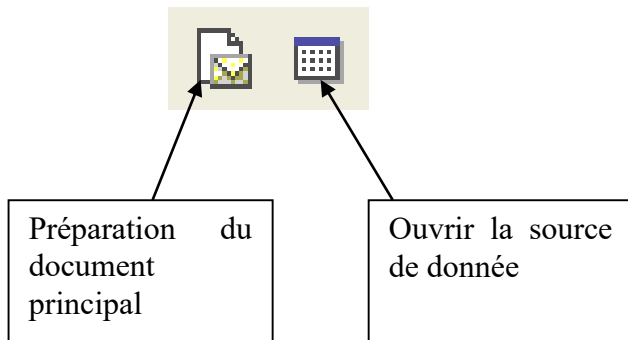 Préparation du
document
principal
Ouvrir la source
de donnée